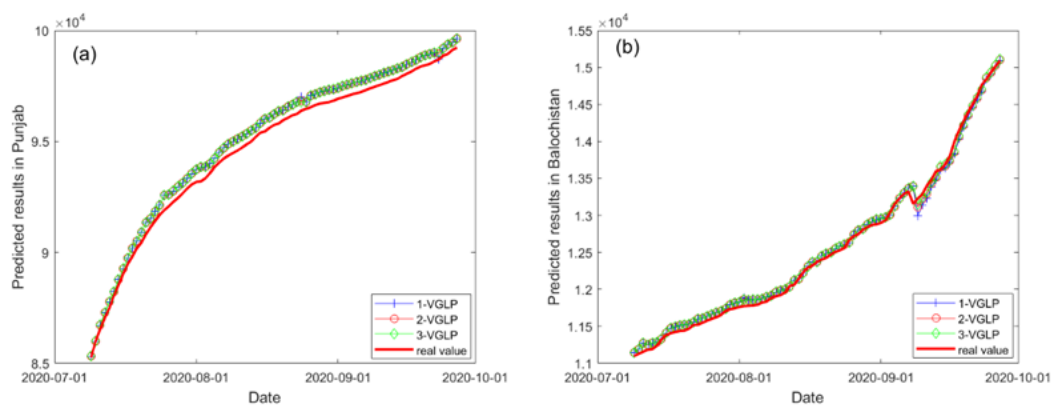 ×10⁴
(a)
10
9.5
9
8.5
Predicted results in Punjab
2020-07-01 2020-08-01 2020-09-01 2020-10-01
Date
1-VGLP
2-VGLP
3-VGLP
real value
×10⁴
(b)
1.55
1.5
1.45
1.4
1.35
1.3
1.25
1.2
1.15
1.1
Predicted results in Balochistan
2020-07-01 2020-08-01 2020-09-01 2020-10-01
Date
1-VGLP
2-VGLP
3-VGLP
real value